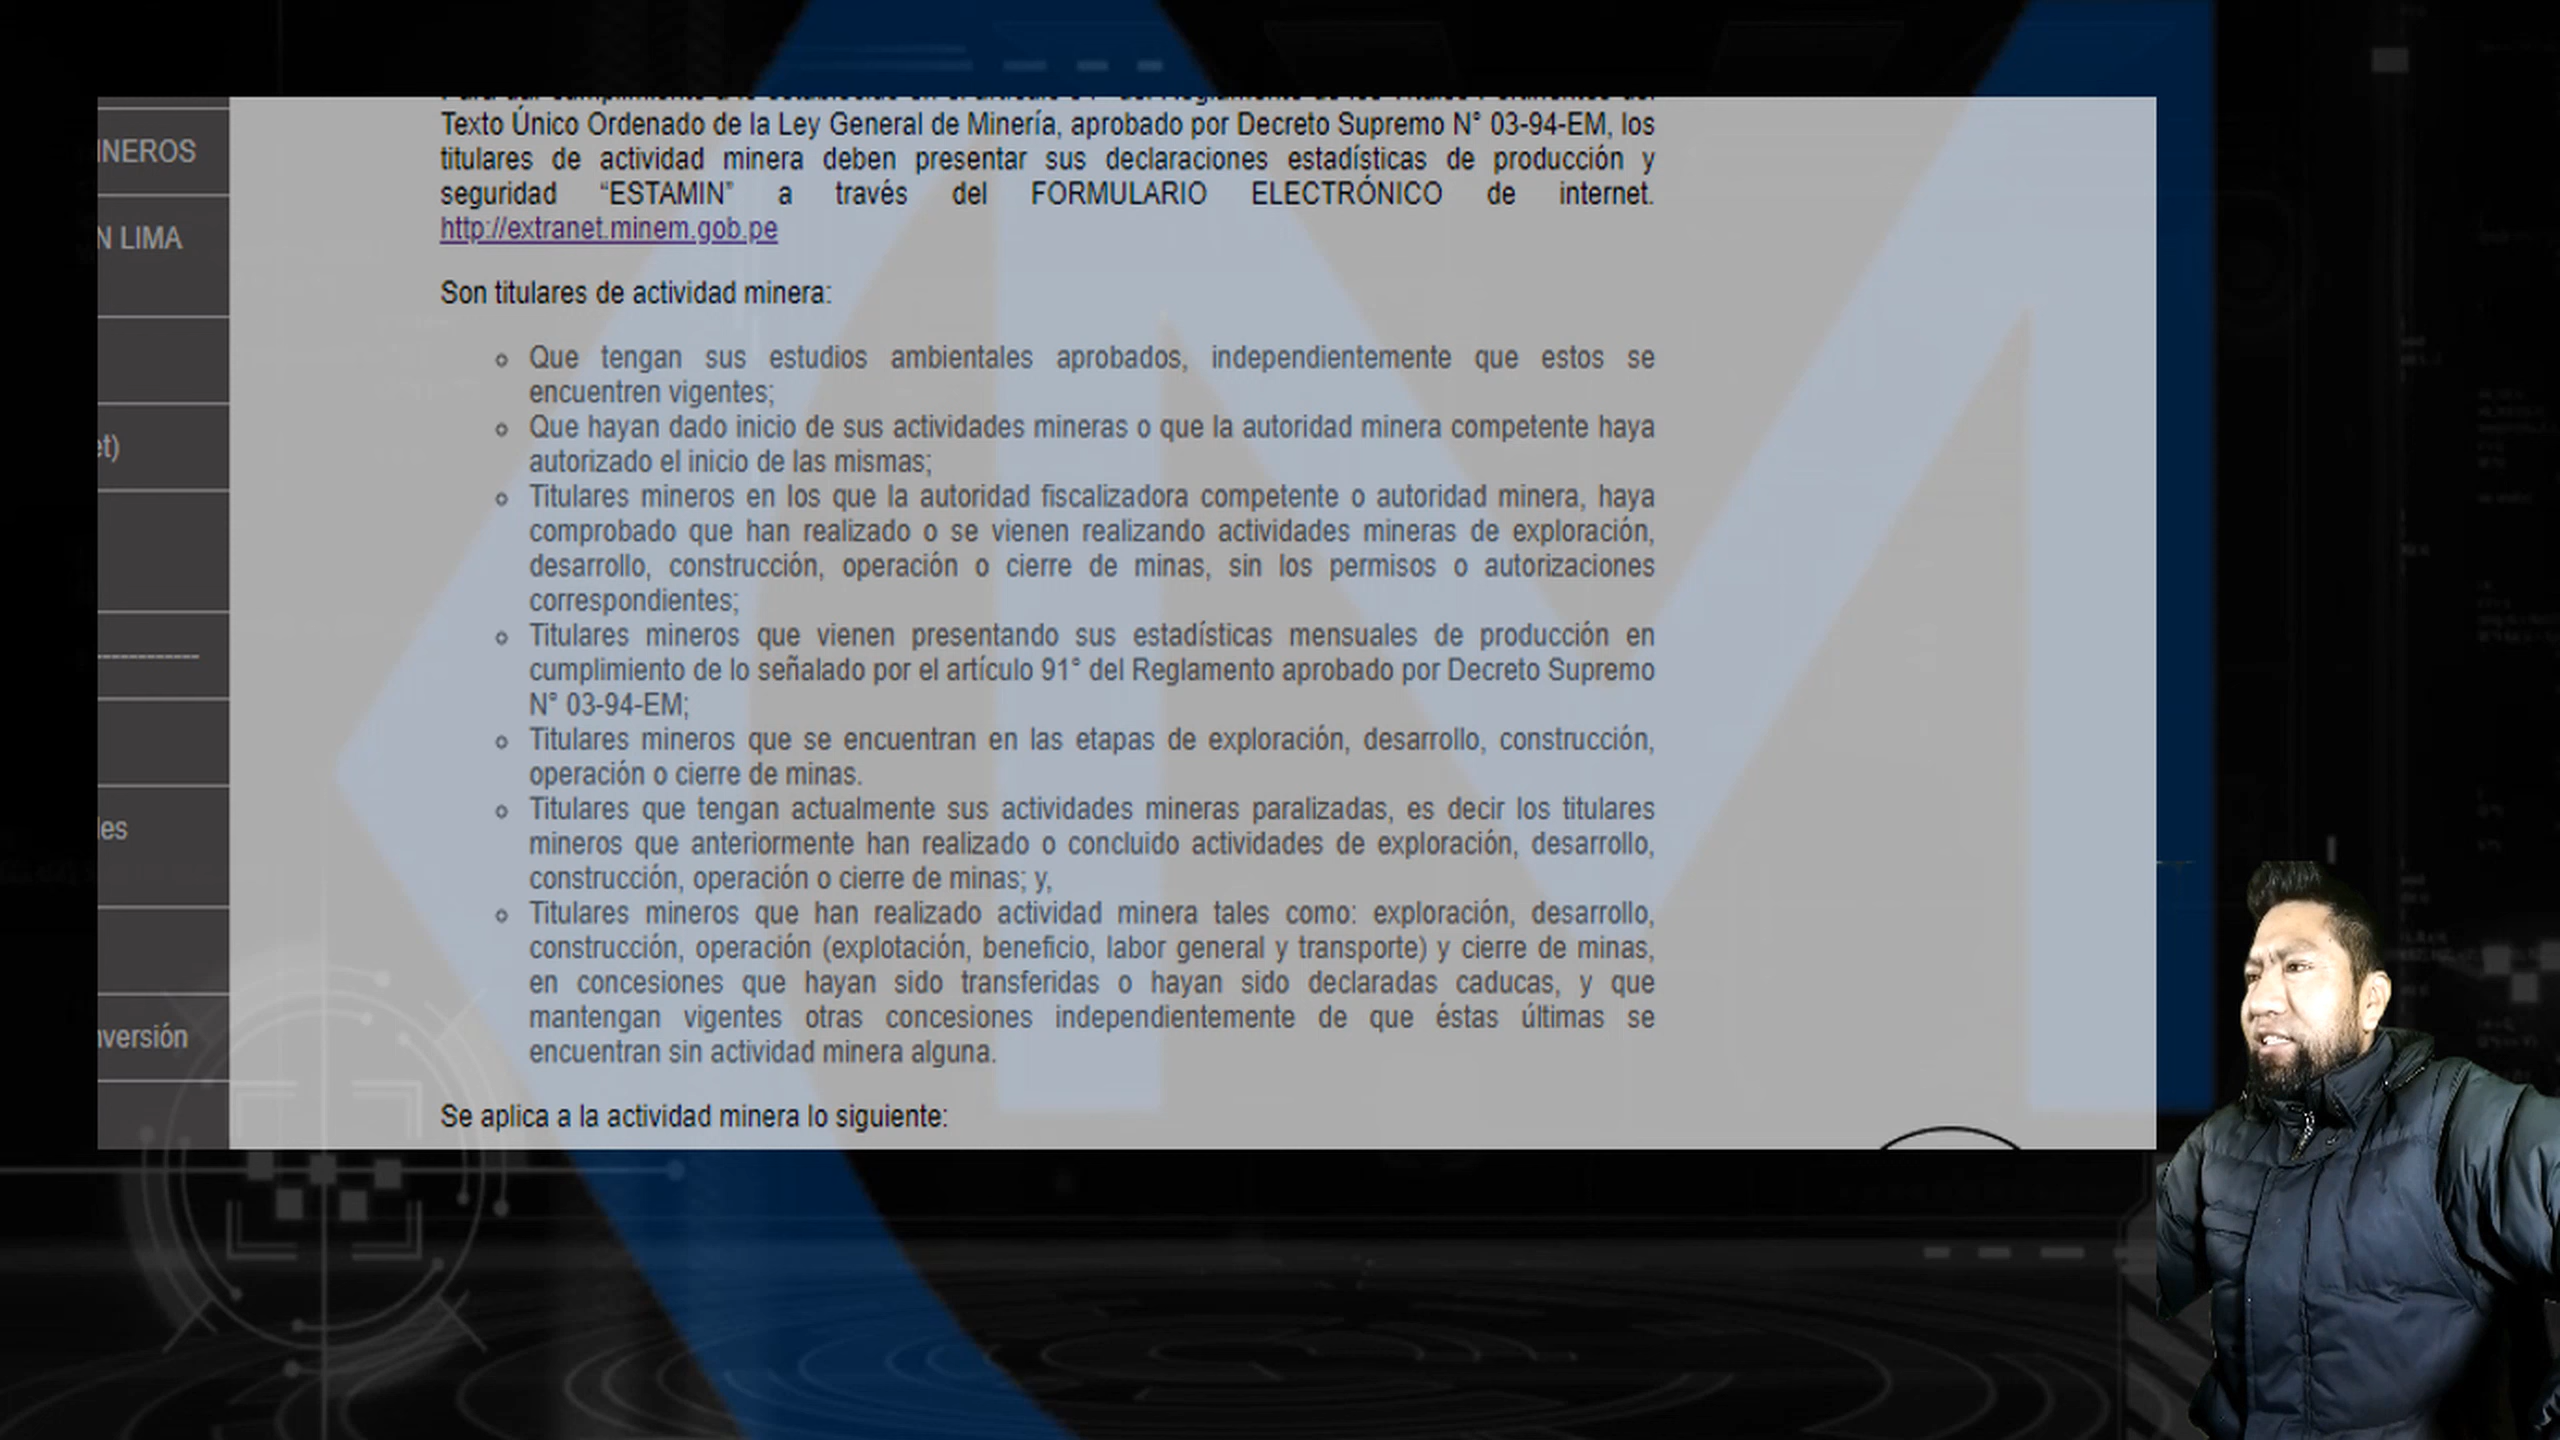 Texto Único Ordenado de la Ley General de Minería, aprobado por Decreto Supremo N° 03-94-EM, los
titulares de actividad minera deben presentar sus declaraciones estadísticas de producción y
seguridad “ESTAMIN” a través del FORMULARIO ELECTRÓNICO de internet.
http://extranet.minem.gob.pe
Son titulares de actividad minera:
Que tengan sus estudios ambientales aprobados, independientemente que estos se
encuentren vigentes;
Que hayan dado inicio de sus actividades mineras o que la autoridad minera competente haya
autorizado el inicio de las mismas;
Titulares mineros en los que la autoridad fiscalizadora competente o autoridad minera, haya
comprobado que han realizado o se vienen realizando actividades mineras de exploración,
desarrollo, construcción, operación o cierre de minas, sin los permisos o autorizaciones
correspondientes;
Titulares mineros que vienen presentando sus estadísticas mensuales de producción en
cumplimiento de lo señalado por el artículo 91° del Reglamento aprobado por Decreto Supremo
N° 03-94-EM;
Titulares mineros que se encuentran en las etapas de exploración, desarrollo, construcción,
operación o cierre de minas.
Titulares que tengan actualmente sus actividades mineras paralizadas, es decir los titulares
mineros que anteriormente han realizado o concluido actividades de exploración, desarrollo,
construcción, operación o cierre de minas; y,
Titulares mineros que han realizado actividad minera tales como: exploración, desarrollo,
construcción, operación (explotación, beneficio, labor general y transporte) y cierre de minas,
en concesiones que hayan sido transferidas o hayan sido declaradas caducas, y que
mantengan vigentes otras concesiones independientemente de que éstas últimas se
encuentran sin actividad minera alguna.
Se aplica a la actividad minera lo siguiente:
INEROS
N LIMA
et)
------------
les
nversión